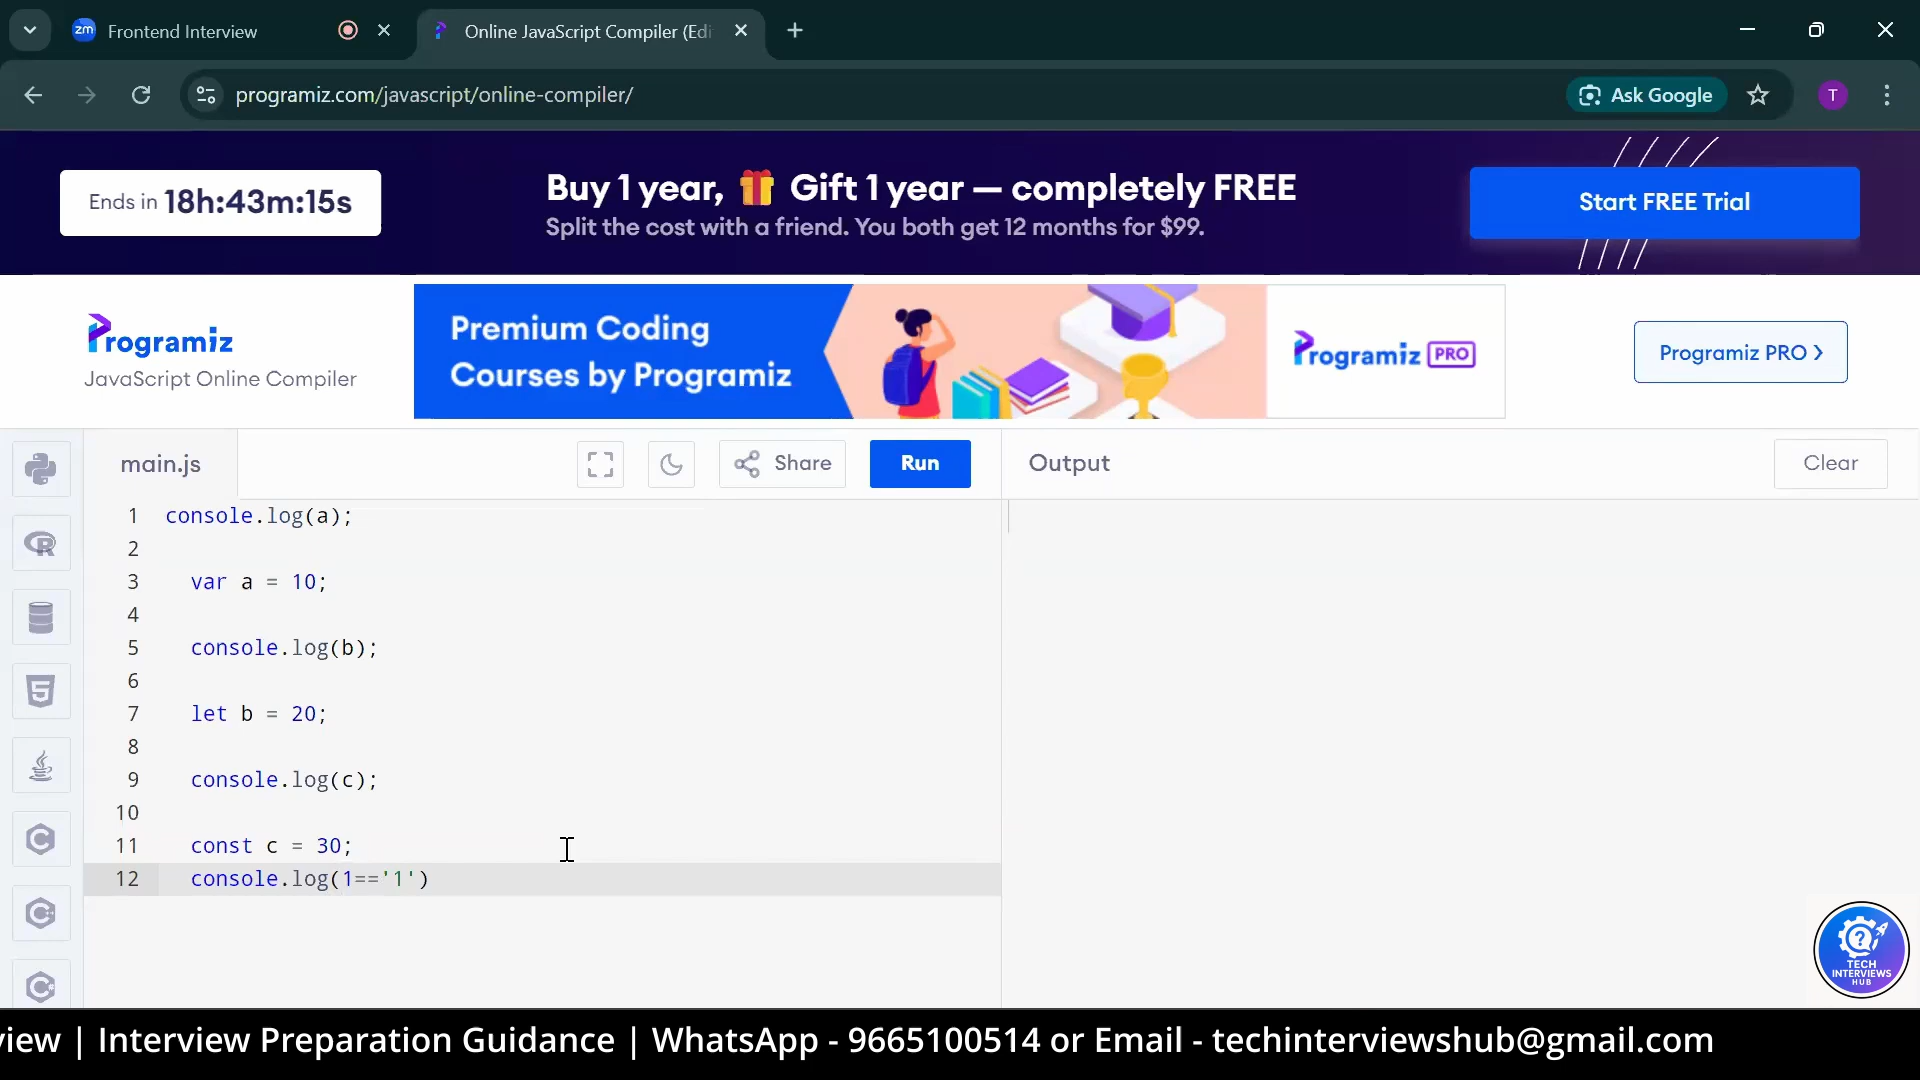 Frontend Interview
Online JavaScript Compiler (Edi
programiz.com/javascript/online-compiler/
Ask Google
T
Ends in 18h:43m:15s
Buy 1 year, 🎁 Gift 1 year — completely FREE
Split the cost with a friend. You both get 12 months for $99.
Start FREE Trial
Programiz
JavaScript Online Compiler
Premium Coding
Courses by Programiz
Programiz PRO
Programiz PRO >
main.js
Share
Run
Output
Clear
1 console.log(a);
2
3 var a = 10;
4
5 console.log(b);
6
7 let b = 20;
8
9 console.log(c);
10
11 const c = 30;
12 console.log(1=='1')
TECH
INTERVIEWS
HUB
view | Interview Preparation Guidance | WhatsApp - 9665100514 or Email - techinterviewshub@gmail.com